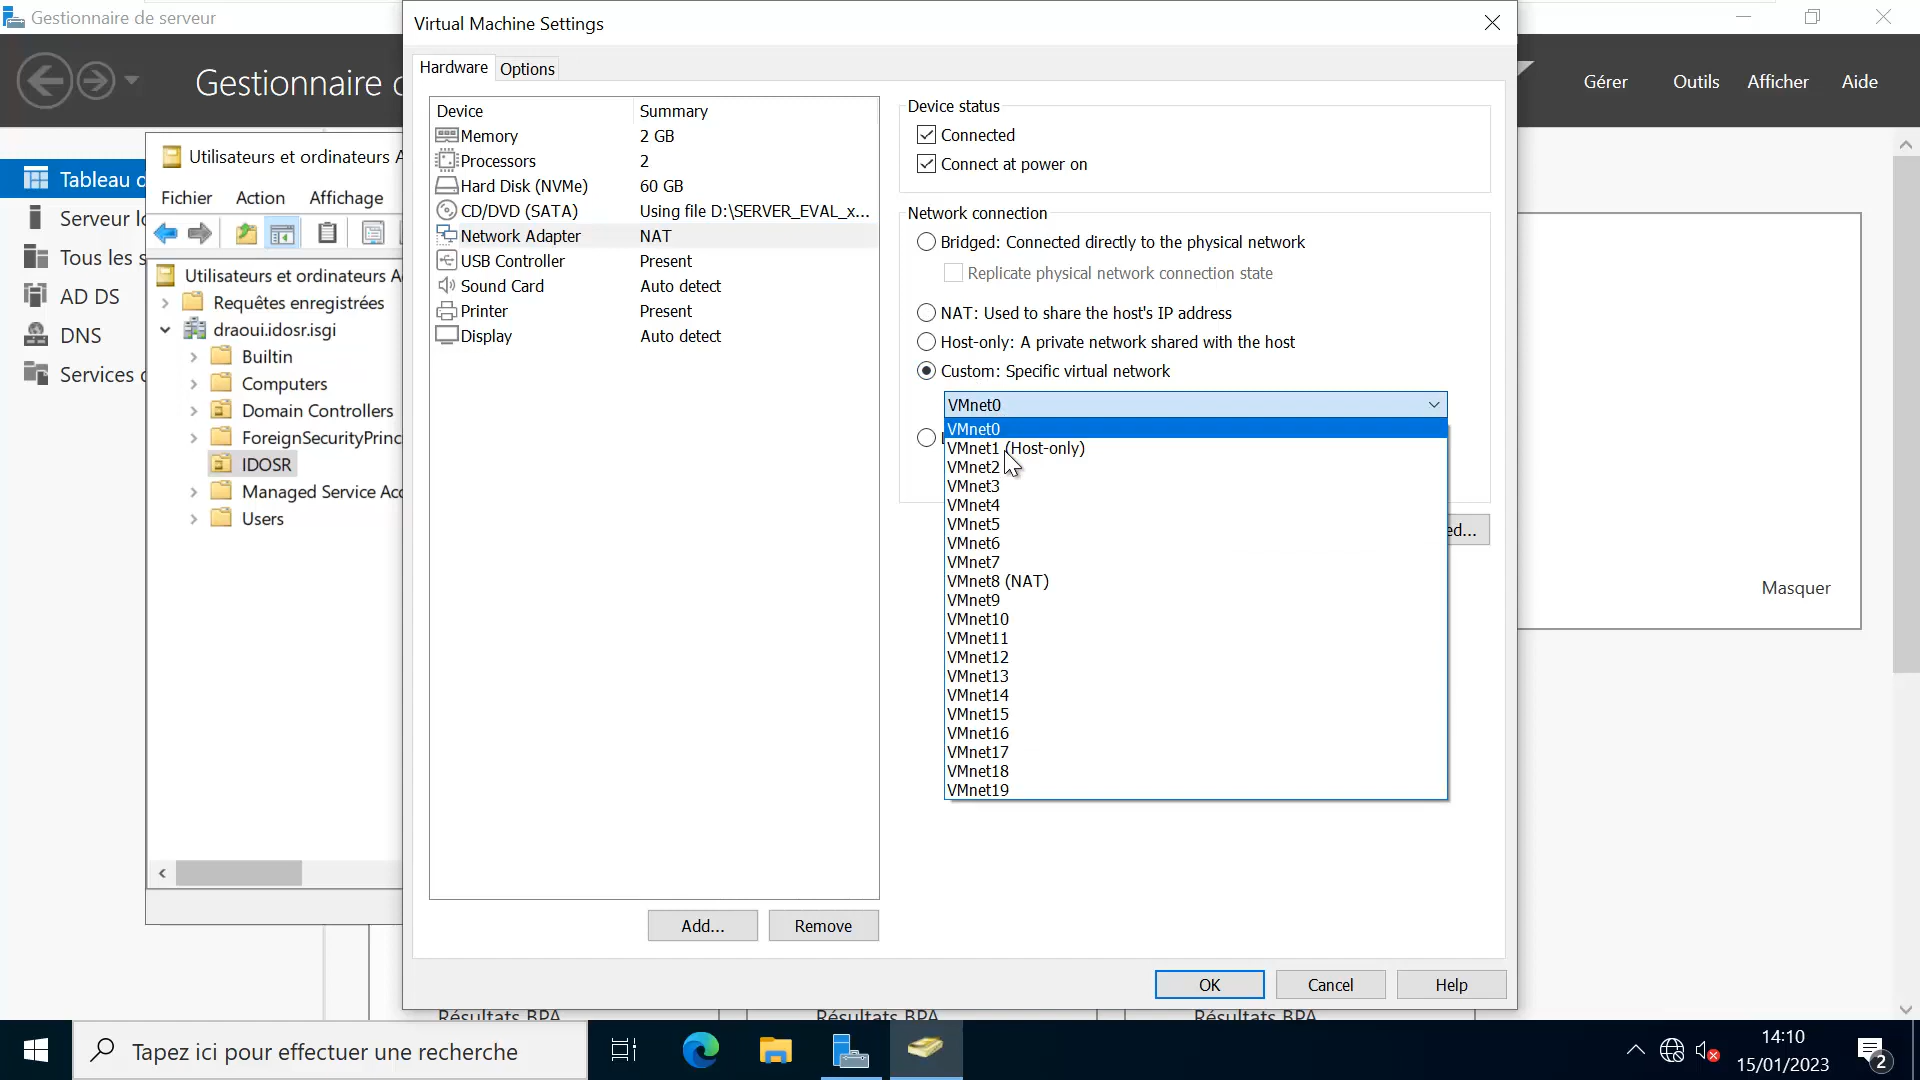 Gestionnaire de serveur
Virtual Machine Settings
Gestionnaire
Gérer
Outils
Afficher
Aide
Hardware
Options
Tableau
Serveur
Tous les
AD DS
DNS
Services
Utilisateurs et ordinateurs A
Fichier
Action
Affichage
Utilisateurs et ordinateurs A
Requêtes enregistrées
draoui.idosr.isgi
Builtin
Computers
Domain Controllers
ForeignSecurityPrinc
IDOSR
Managed Service Acc
Users
Device Summary
Memory 2 GB
Processors 2
Hard Disk (NVMe) 60 GB
CD/DVD (SATA) Using file D:\SERVER_EVAL_x...
Network Adapter NAT
USB Controller Present
Sound Card Auto detect
Printer Present
Display Auto detect
Add...
Remove
Device status
Connected
Connect at power on
Network connection
Bridged: Connected directly to the physical network
Replicate physical network connection state
NAT: Used to share the host's IP address
Host-only: A private network shared with the host
Custom: Specific virtual network
VMnet0
VMnet0
VMnet1 (Host-only)
VMnet2
VMnet3
VMnet4
VMnet5
VMnet6
VMnet7
VMnet8 (NAT)
VMnet9
VMnet10
VMnet11
VMnet12
VMnet13
VMnet14
VMnet15
VMnet16
VMnet17
VMnet18
VMnet19
ed...
Masquer
OK
Cancel
Help
Résultats BPA
Résultats BPA
Résultats BPA
Tapez ici pour effectuer une recherche
14:10
15/01/2023
2